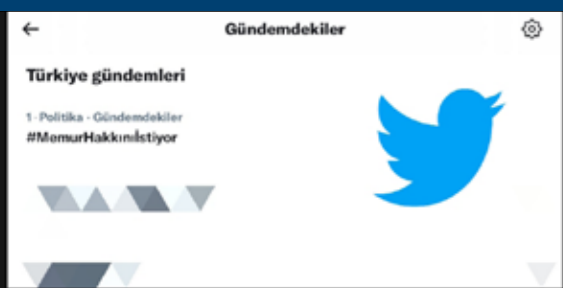 Gündemdekiler
Türkiye gündemleri
1 · Politika - Gündemdekiler
#MemurHakkınıİstiyor